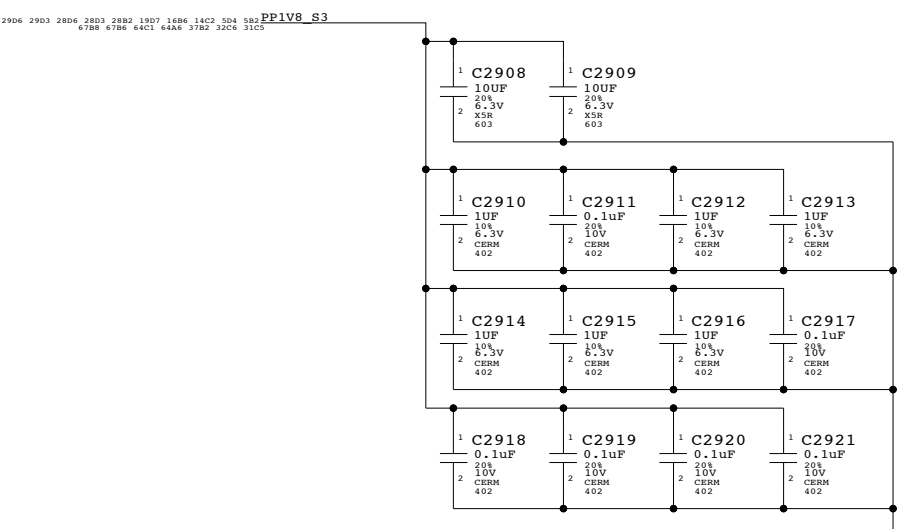 29D6 29D3 28D6 28D3 28B2 19D7 16B6 14C2 5D4 5B2 PP1V8_S3
67B8 67B6 64C1 64A6 37B2 32C6 31C5
1 C2908 1 C2909
10UF 10UF
20% 20%
6.3V 6.3V
2 X5R 2 X5R
603 603
1 C2910 1 C2911 1 C2912 1 C2913
1UF 0.1uF 1UF 1UF
10% 20% 10% 10%
6.3V 10V 6.3V 6.3V
2 CERM 2 CERM 2 CERM 2 CERM
402 402 402 402
1 C2914 1 C2915 1 C2916 1 C2917
1UF 1UF 1UF 0.1uF
10% 10% 10% 20%
6.3V 6.3V 6.3V 10V
2 CERM 2 CERM 2 CERM 2 CERM
402 402 402 402
1 C2918 1 C2919 1 C2920 1 C2921
0.1uF 0.1uF 0.1uF 0.1uF
20% 20% 20% 20%
10V 10V 10V 10V
2 CERM 2 CERM 2 CERM 2 CERM
402 402 402 402